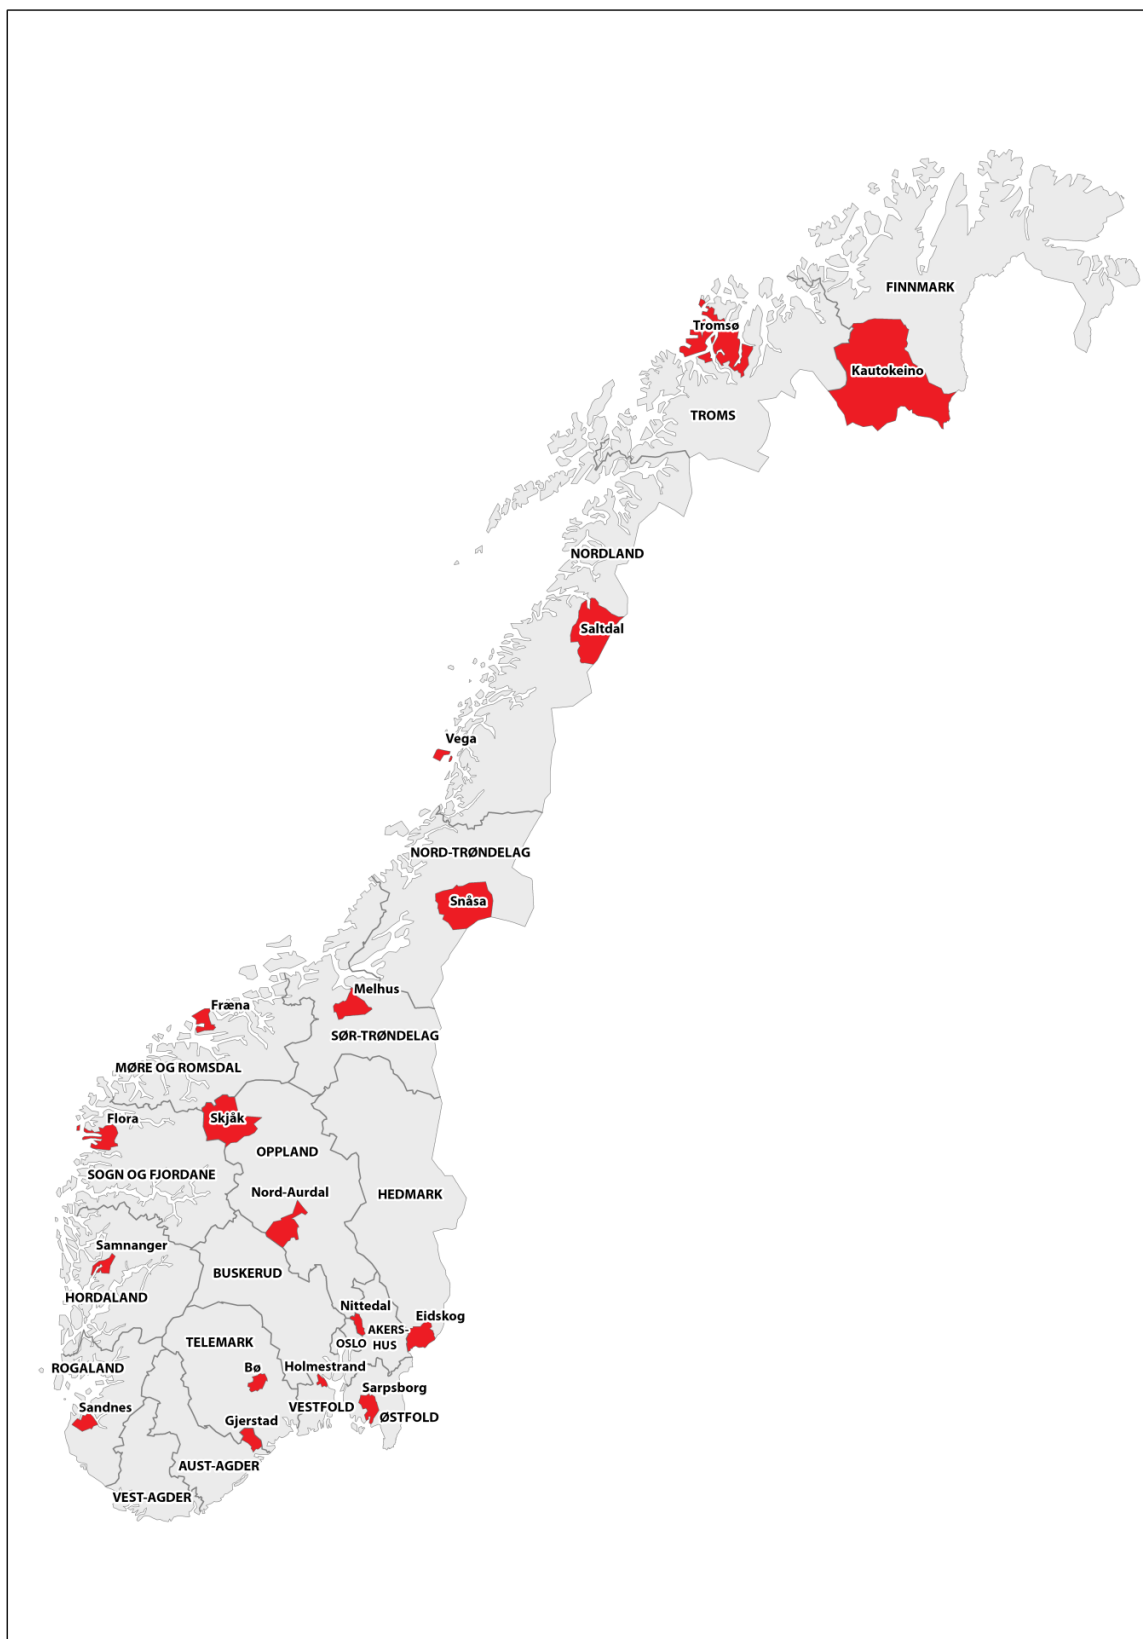 FINNMARK
Tromsø
Kautokeino
TROMS
NORDLAND
Saltdal
Vega
NORD-TRØNDELAG
Snåsa
Melhus
Fræna
SØR-TRØNDELAG
MØRE OG ROMSDAL
Flora
Skjåk
OPPLAND
SOGN OG FJORDANE
Nord-Aurdal
HEDMARK
Samnanger
BUSKERUD
HORDALAND
Nittedal
Eidskog
AKERS-
HUS
OSLO
TELEMARK
ROGALAND
Bø
Holmestrand
Sarpsborg
Sandnes
VESTFOLD
ØSTFOLD
Gjerstad
AUST-AGDER
VEST-AGDER